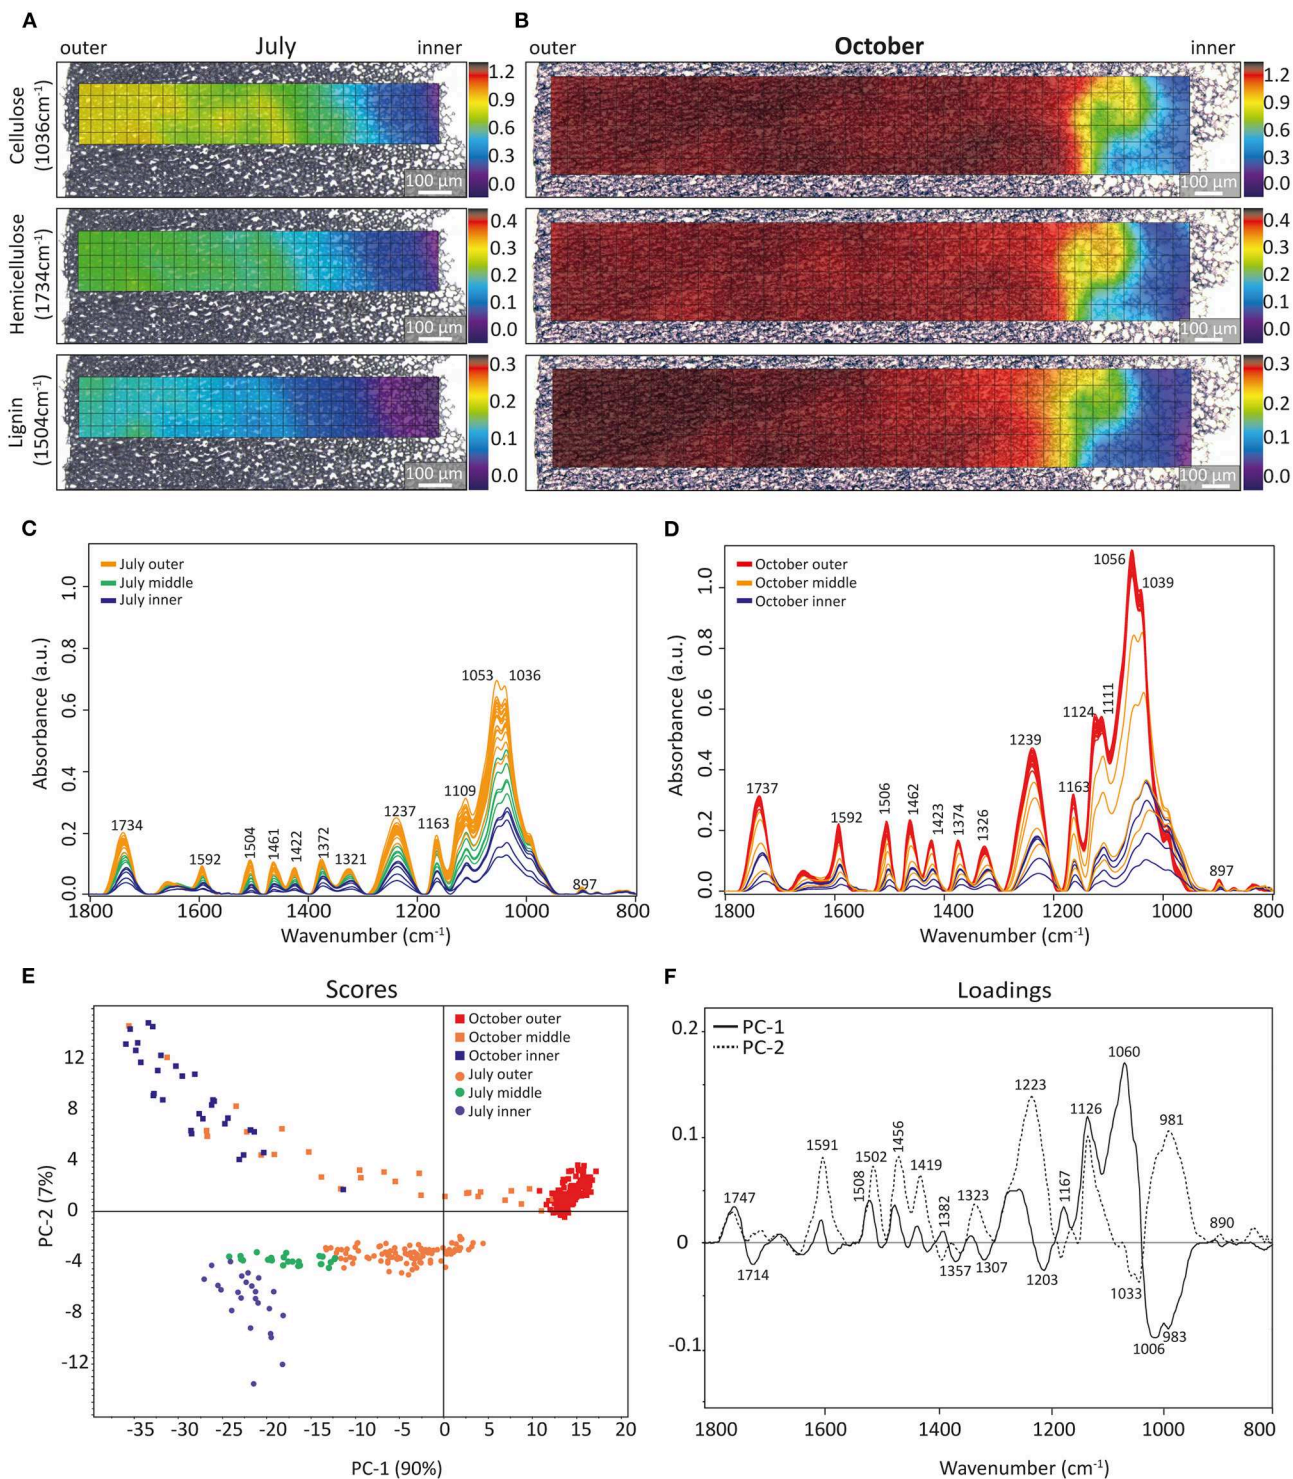 A
B
outer
July
inner
outer
October
inner
Cellulose
(1036cm⁻¹)
1.2
0.9
0.6
0.3
0.0
100 µm
1.2
0.9
0.6
0.3
0.0
100 µm
Hemicellulose
(1734cm⁻¹)
0.4
0.3
0.2
0.1
0.0
100 µm
0.4
0.3
0.2
0.1
0.0
100 µm
Lignin
(1504cm⁻¹)
0.3
0.2
0.1
0.0
100 µm
0.3
0.2
0.1
0.0
100 µm
C
July outer
July middle
July inner
Absorbance (a.u.)
1.0
0.8
0.6
0.4
0.2
0.0
1734
1592
1504
1461
1422
1372
1321
1237
1163
1109
1053
1036
897
1800
1600
1400
1200
1000
800
Wavenumber (cm⁻¹)
D
October outer
October middle
October inner
Absorbance (a.u.)
1.0
0.8
0.6
0.4
0.2
0.0
1737
1592
1506
1462
1423
1374
1326
1239
1163
1124
1111
1056
1039
897
1800
1600
1400
1200
1000
800
Wavenumber (cm⁻¹)
E
Scores
October outer
October middle
October inner
July outer
July middle
July inner
PC-2 (7%)
12
8
4
0
-4
-8
-12
-35
-30
-25
-20
-15
-10
-5
0
5
10
15
20
PC-1 (90%)
F
Loadings
PC-1
PC-2
0.2
0.1
0
-0.1
1747
1714
1591
1508
1502
1456
1419
1382
1357
1323
1307
1223
1203
1167
1126
1060
1033
1006
983
981
890
1800
1600
1400
1200
1000
800
Wavenumber (cm⁻¹)